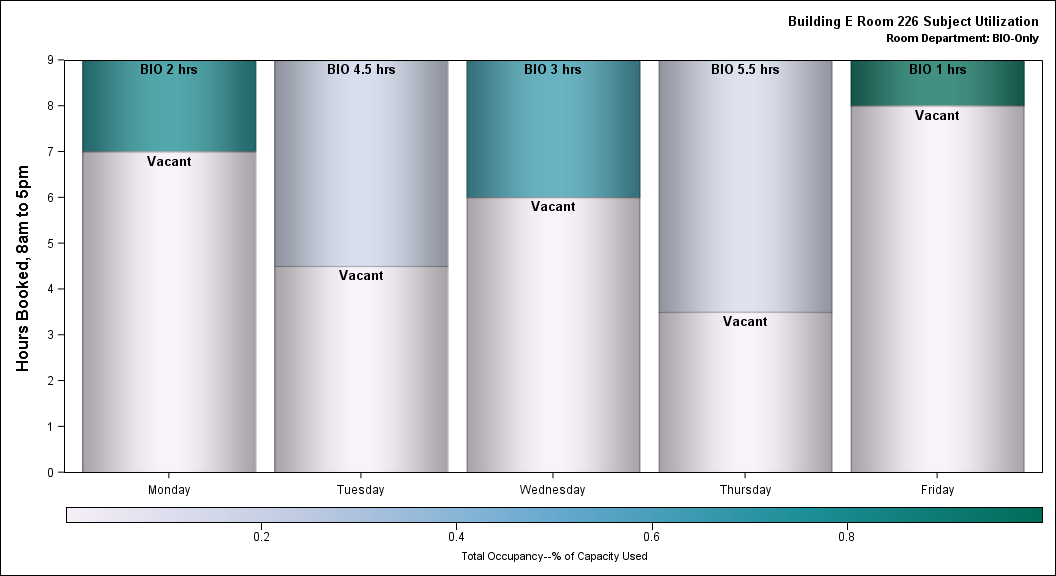 Building E Room 226 Subject Utilization
Room Department: BIO-Only
Hours Booked, 8am to 5pm
9
8
7
6
5
4
3
2
1
0
BIO 2 hrs
BIO 4.5 hrs
BIO 3 hrs
BIO 5.5 hrs
BIO 1 hrs
Vacant
Vacant
Vacant
Vacant
Vacant
Monday
Tuesday
Wednesday
Thursday
Friday
0.2
0.4
0.6
0.8
Total Occupancy--% of Capacity Used